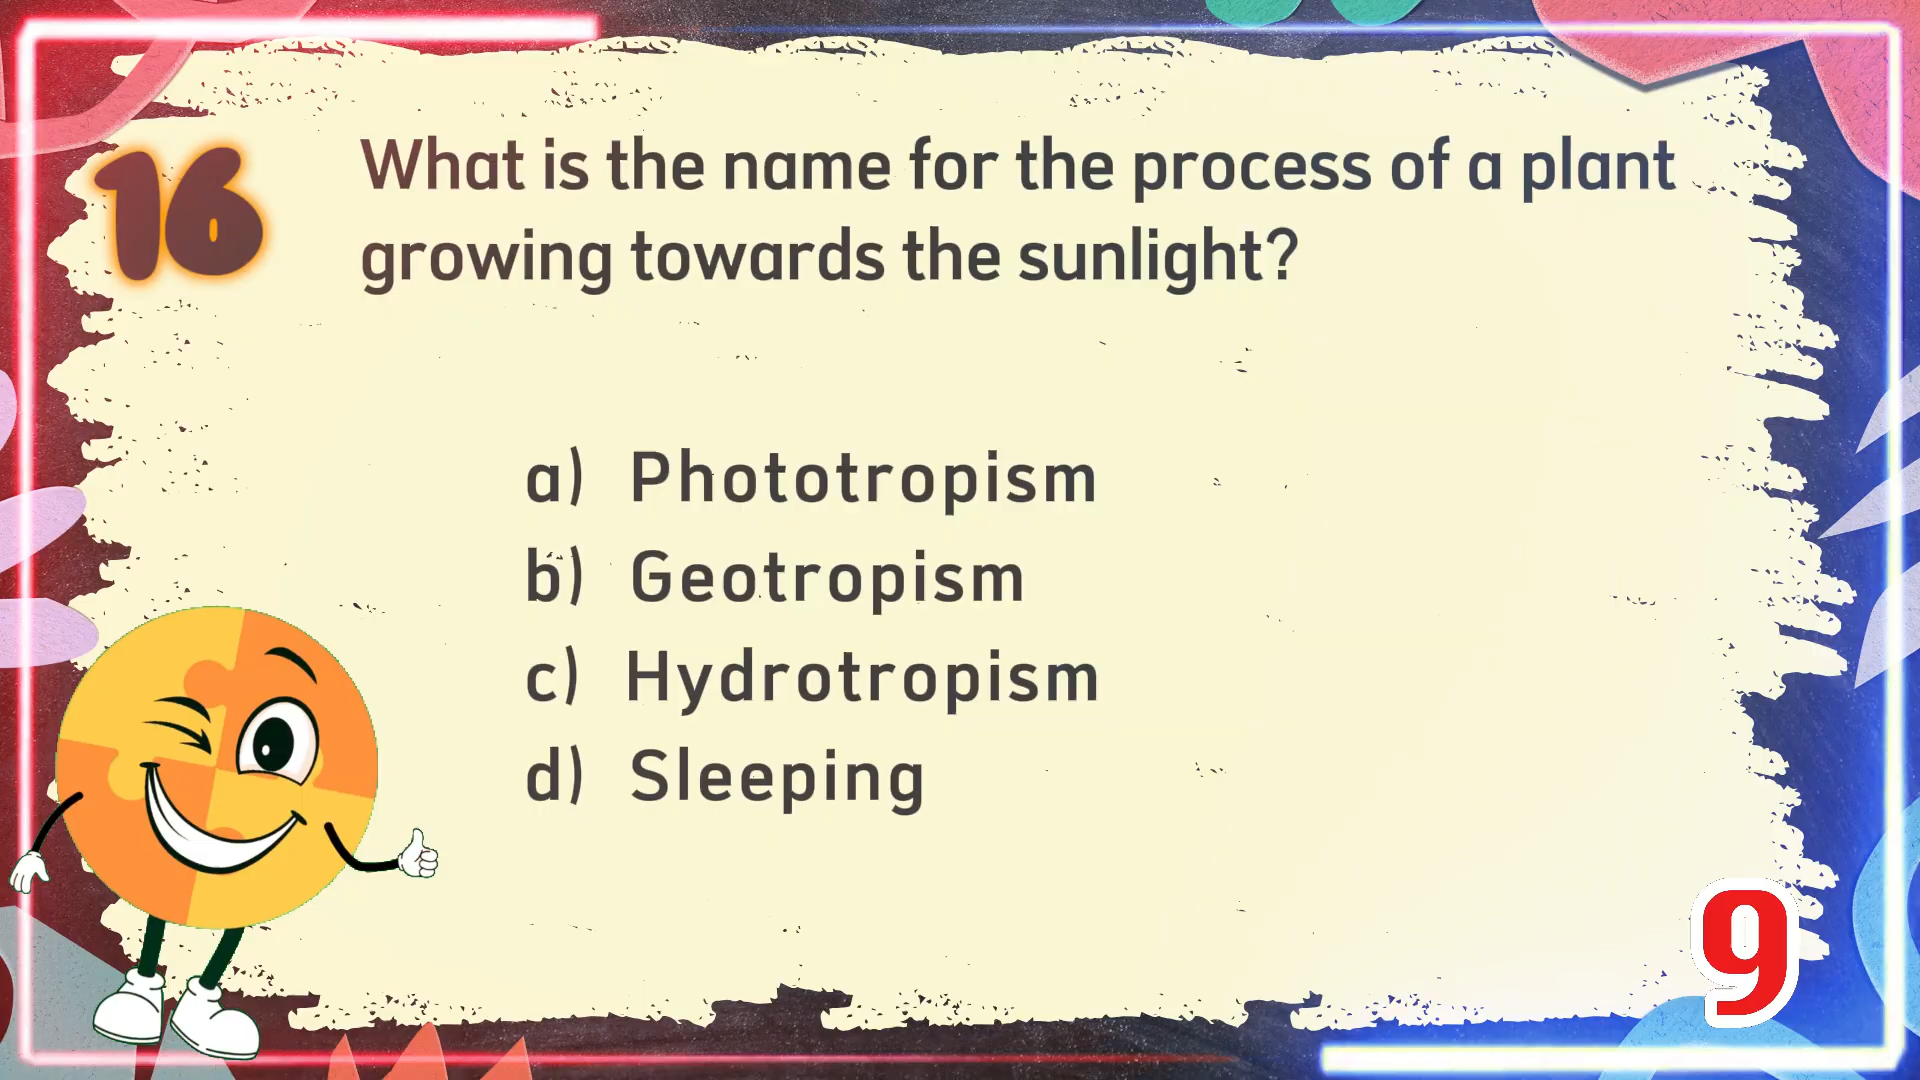 16
What is the name for the process of a plant
growing towards the sunlight?
a) Phototropism
b) Geotropism
c) Hydrotropism
d) Sleeping
9